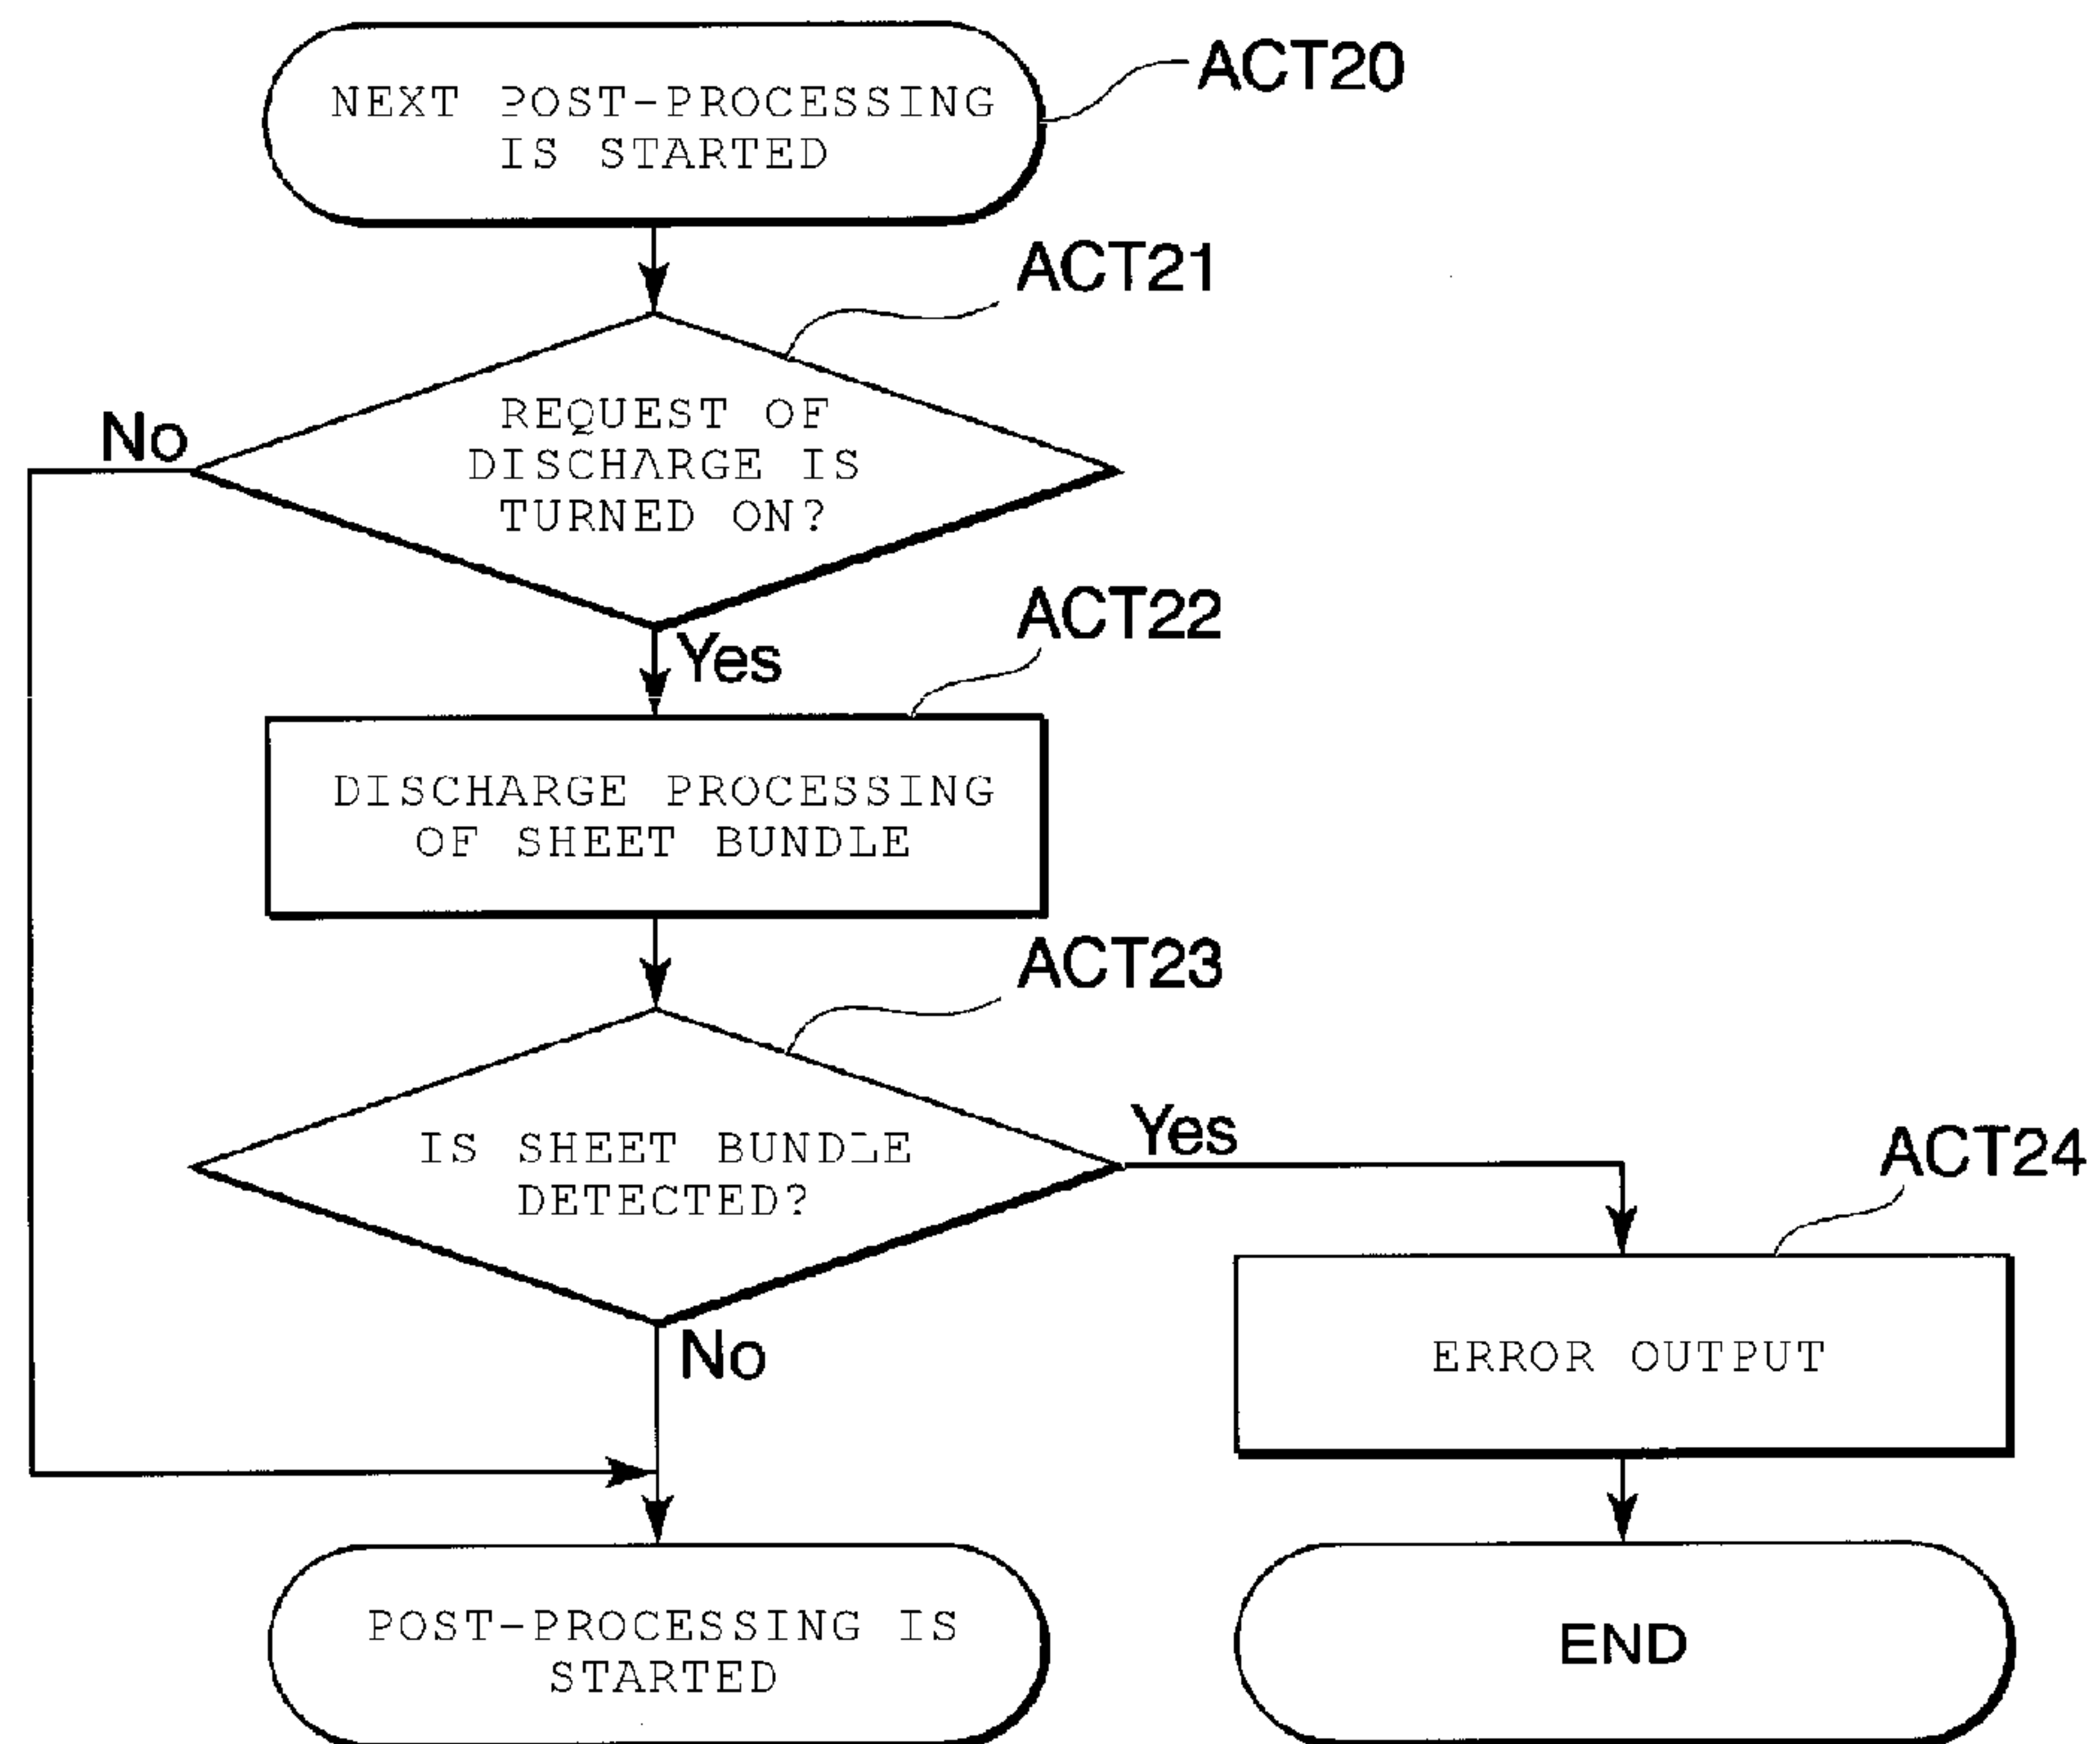 NEXT POST-PROCESSING
IS STARTED
ACT20
ACT21
REQUEST OF
DISCHARGE IS
TURNED ON?
No
Yes
ACT22
DISCHARGE PROCESSING
OF SHEET BUNDLE
ACT23
IS SHEET BUNDLE
DETECTED?
Yes
No
ACT24
ERROR OUTPUT
POST-PROCESSING IS
STARTED
END